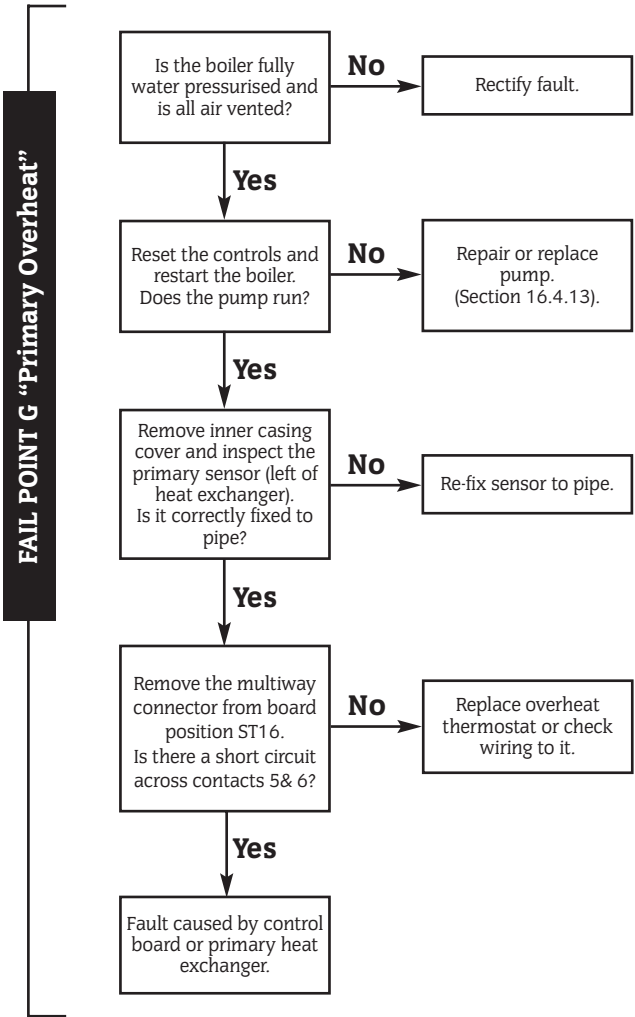 FAIL POINT G “Primary Overheat”
Is the boiler fully
water pressurised and
is all air vented?
No
Rectify fault.
Yes
Reset the controls and
restart the boiler.
Does the pump run?
No
Repair or replace
pump.
(Section 16.4.13).
Yes
Remove inner casing
cover and inspect the
primary sensor (left of
heat exchanger).
Is it correctly fixed to
pipe?
No
Re-fix sensor to pipe.
Yes
Remove the multiway
connector from board
position ST16.
Is there a short circuit
across contacts 5& 6?
No
Replace overheat
thermostat or check
wiring to it.
Yes
Fault caused by control
board or primary heat
exchanger.